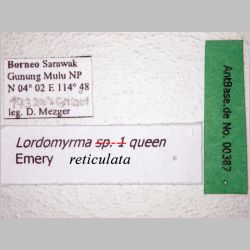 Borneo Sarawak
Gunung Mulu NP
N 04° 02 E 114° 48
leg. D. Mezger
Lordomyrma sp. 1 queen
Emery reticulata
AntBase.de No. 00387